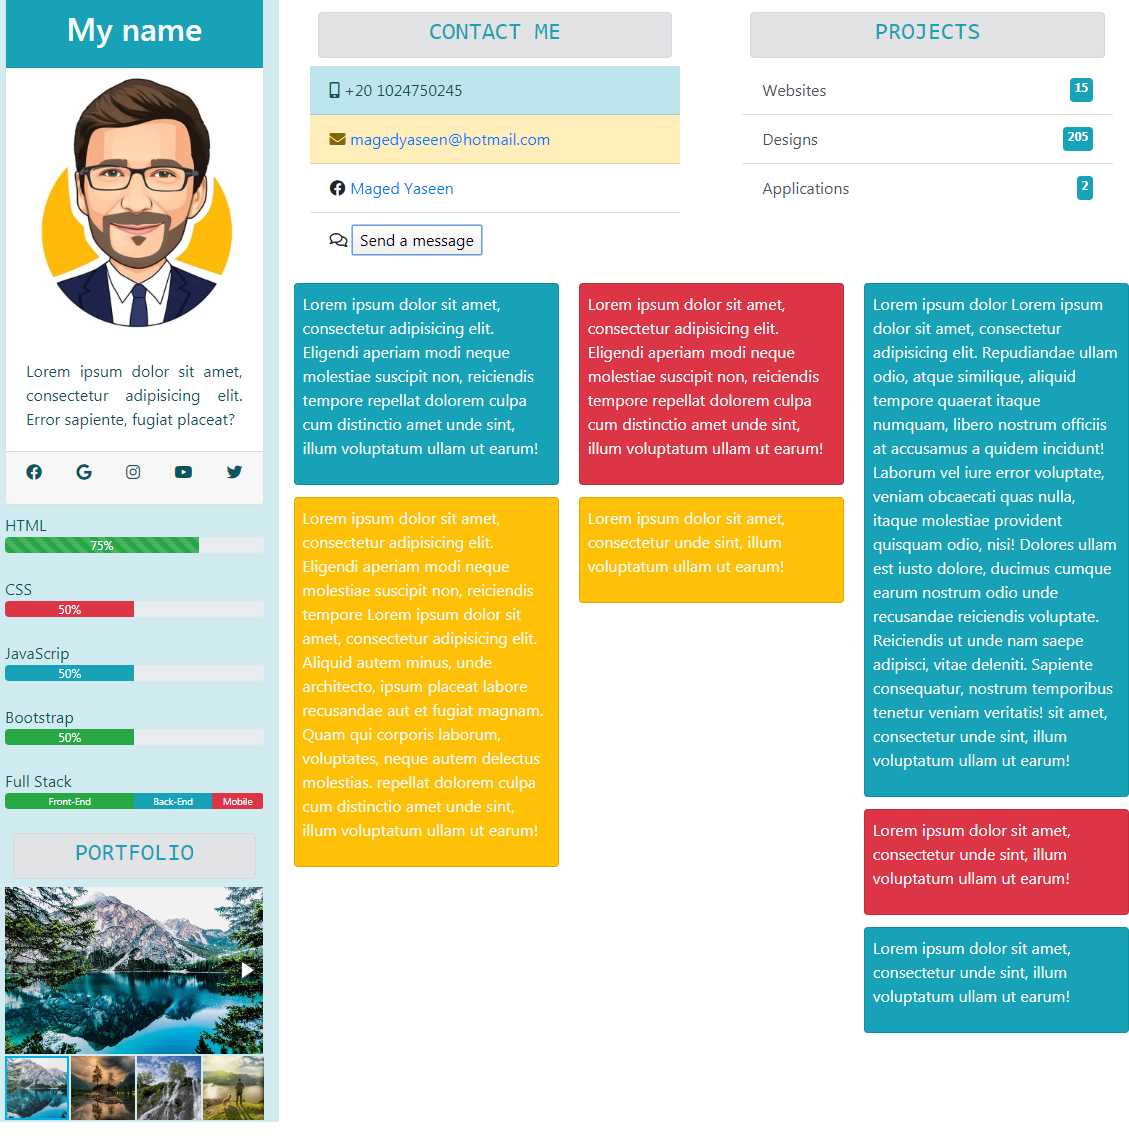 My name
Lorem ipsum dolor sit amet,
consectetur adipisicing elit.
Error sapiente, fugiat placeat?
HTML
75%
CSS
50%
JavaScrip
50%
Bootstrap
50%
Full Stack
Front-End Back-End Mobile
PORTFOLIO
CONTACT ME
+20 1024750245
magedyaseen@hotmail.com
Maged Yaseen
Send a message
PROJECTS
Websites 15
Designs 205
Applications 2
Lorem ipsum dolor sit amet,
consectetur adipisicing elit.
Eligendi aperiam modi neque
molestiae suscipit non, reiciendis
tempore repellat dolorem culpa
cum distinctio amet unde sint,
illum voluptatum ullam ut earum!
Lorem ipsum dolor sit amet,
consectetur adipisicing elit.
Eligendi aperiam modi neque
molestiae suscipit non, reiciendis
tempore Lorem ipsum dolor sit
amet, consectetur adipisicing elit.
Aliquid autem minus, unde
architecto, ipsum placeat labore
recusandae aut et fugiat magnam.
Quam qui corporis laborum,
voluptates, neque autem delectus
molestias. repellat dolorem culpa
cum distinctio amet unde sint,
illum voluptatum ullam ut earum!
Lorem ipsum dolor sit amet,
consectetur adipisicing elit.
Eligendi aperiam modi neque
molestiae suscipit non, reiciendis
tempore repellat dolorem culpa
cum distinctio amet unde sint,
illum voluptatum ullam ut earum!
Lorem ipsum dolor sit amet,
consectetur unde sint, illum
voluptatum ullam ut earum!
Lorem ipsum dolor Lorem ipsum
dolor sit amet, consectetur
adipisicing elit. Repudiandae ullam
odio, atque similique, aliquid
tempore quaerat itaque
numquam, libero nostrum officiis
at accusamus a quidem incidunt!
Laborum vel iure error voluptate,
veniam obcaecati quas nulla,
itaque molestiae provident
quisquam odio, nisi! Dolores ullam
est iusto dolore, ducimus cumque
earum nostrum odio unde
recusandae reiciendis voluptate.
Reiciendis ut unde nam saepe
adipisci, vitae deleniti. Sapiente
consequatur, nostrum temporibus
tenetur veniam veritatis! sit amet,
consectetur unde sint, illum
voluptatum ullam ut earum!
Lorem ipsum dolor sit amet,
consectetur unde sint, illum
voluptatum ullam ut earum!
Lorem ipsum dolor sit amet,
consectetur unde sint, illum
voluptatum ullam ut earum!